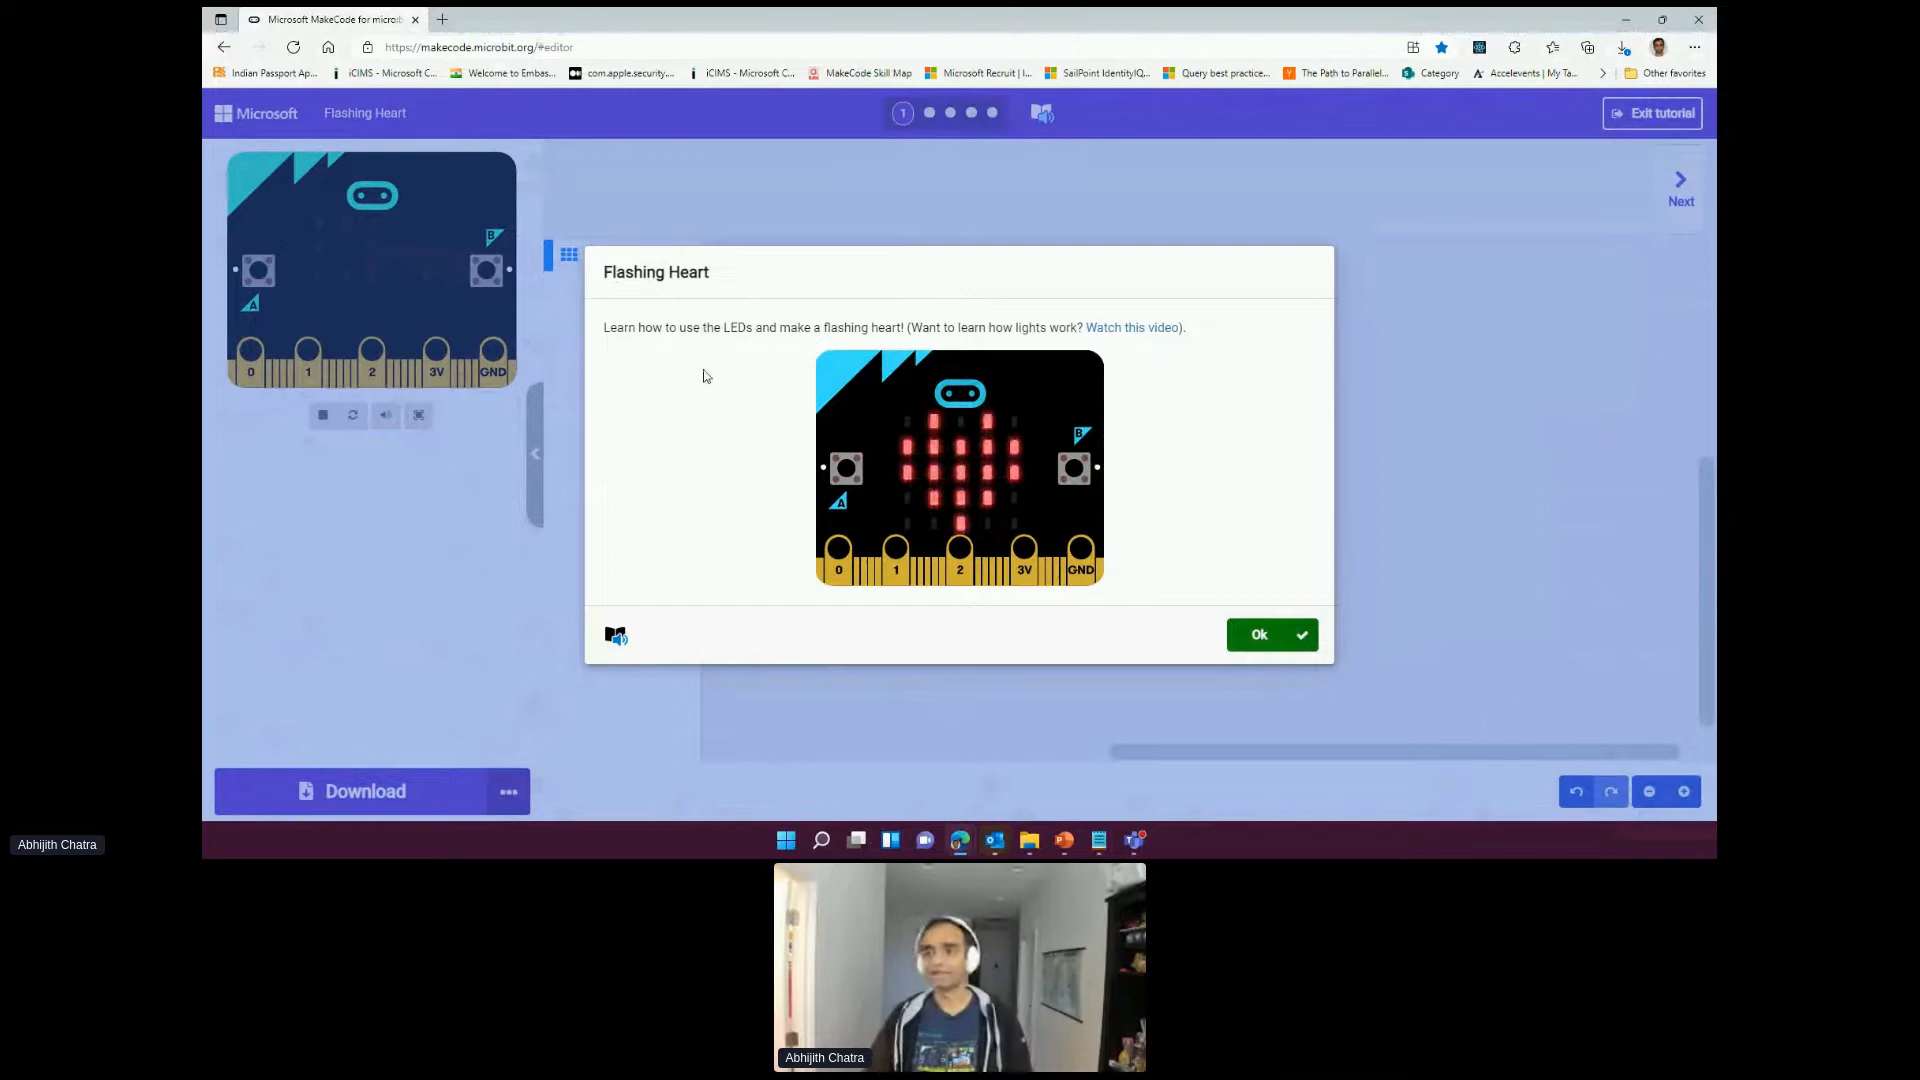 Microsoft MakeCode for micro:b
https://makecode.microbit.org/#editor
Indian Passport Ap...
iCIMS - Microsoft C...
Welcome to Embas...
com.apple.security....
iCIMS - Microsoft C...
MakeCode Skill Map
Microsoft Recruit | I...
SailPoint IdentityIQ...
Query best practice...
The Path to Parallel...
Category
Accelevents | My Ta...
Other favorites
Microsoft
Flashing Heart
1
Exit tutorial
Next
B
A
0 1 2 3V GND
Flashing Heart
Learn how to use the LEDs and make a flashing heart! (Want to learn how lights work? Watch this video).
B
A
0 1 2 3V GND
Ok
Download
Abhijith Chatra
Abhijith Chatra